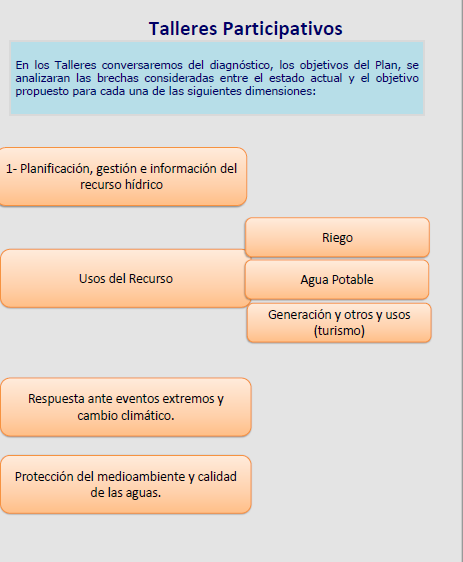 Talleres Participativos
En los Talleres conversaremos del diagnóstico, los objetivos del Plan, se
analizaran las brechas consideradas entre el estado actual y el objetivo
propuesto para cada una de las siguientes dimensiones:
1- Planificación, gestión e información del
recurso hídrico
Usos del Recurso
Riego
Agua Potable
Generación y otros y usos
(turismo)
Respuesta ante eventos extremos y
cambio climático.
Protección del medioambiente y calidad
de las aguas.